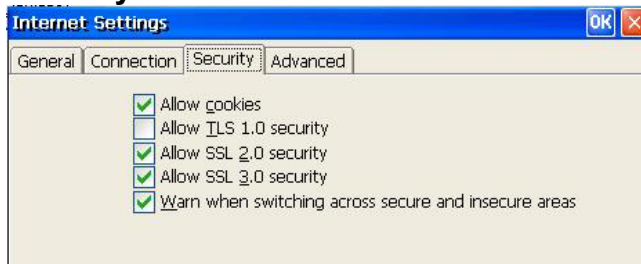 Internet Settings OK
General Connection Security Advanced
Allow cookies
Allow TLS 1.0 security
Allow SSL 2.0 security
Allow SSL 3.0 security
Warn when switching across secure and insecure areas